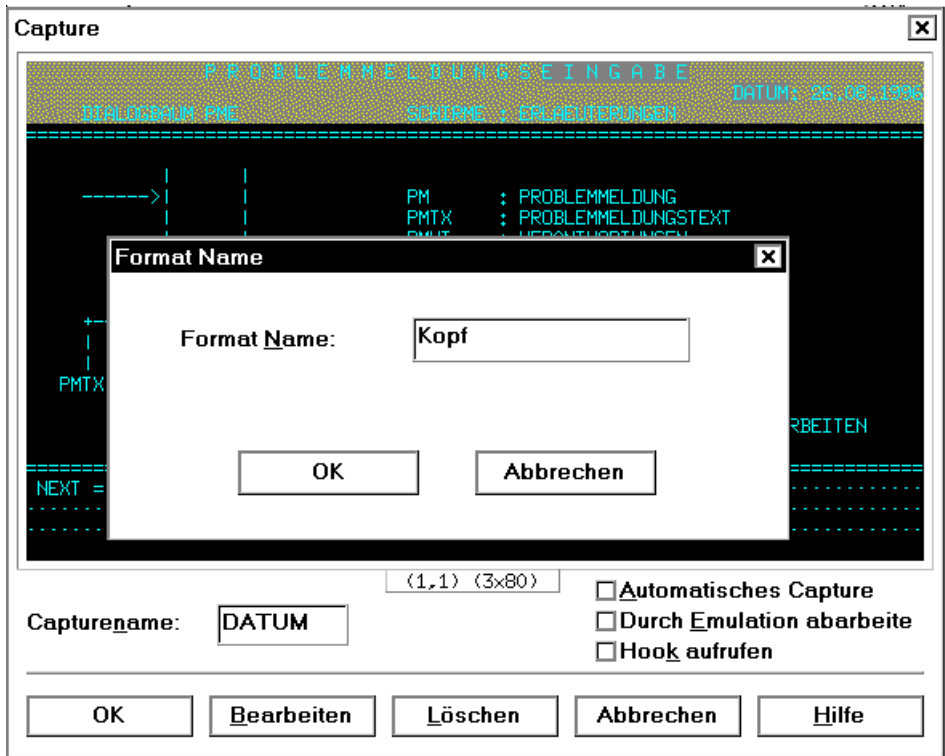 Capture
P R O B L E M M E L D U N G S E I N G A B E
DATUM: 26.08.1996
DIALOGBAUM PME SCHIRME : ERLAEUTERUNGEN
------>| | PM : PROBLEMMELDUNG
PMTX : PROBLEMMELDUNGSTEXT
Format Name
Format Name: Kopf
PMTX
RBEITEN
OK Abbrechen
NEXT =
(1,1) (3x80)
Automatisches Capture
Capturename: DATUM Durch Emulation abarbeite
Hook aufrufen
OK Bearbeiten Löschen Abbrechen Hilfe